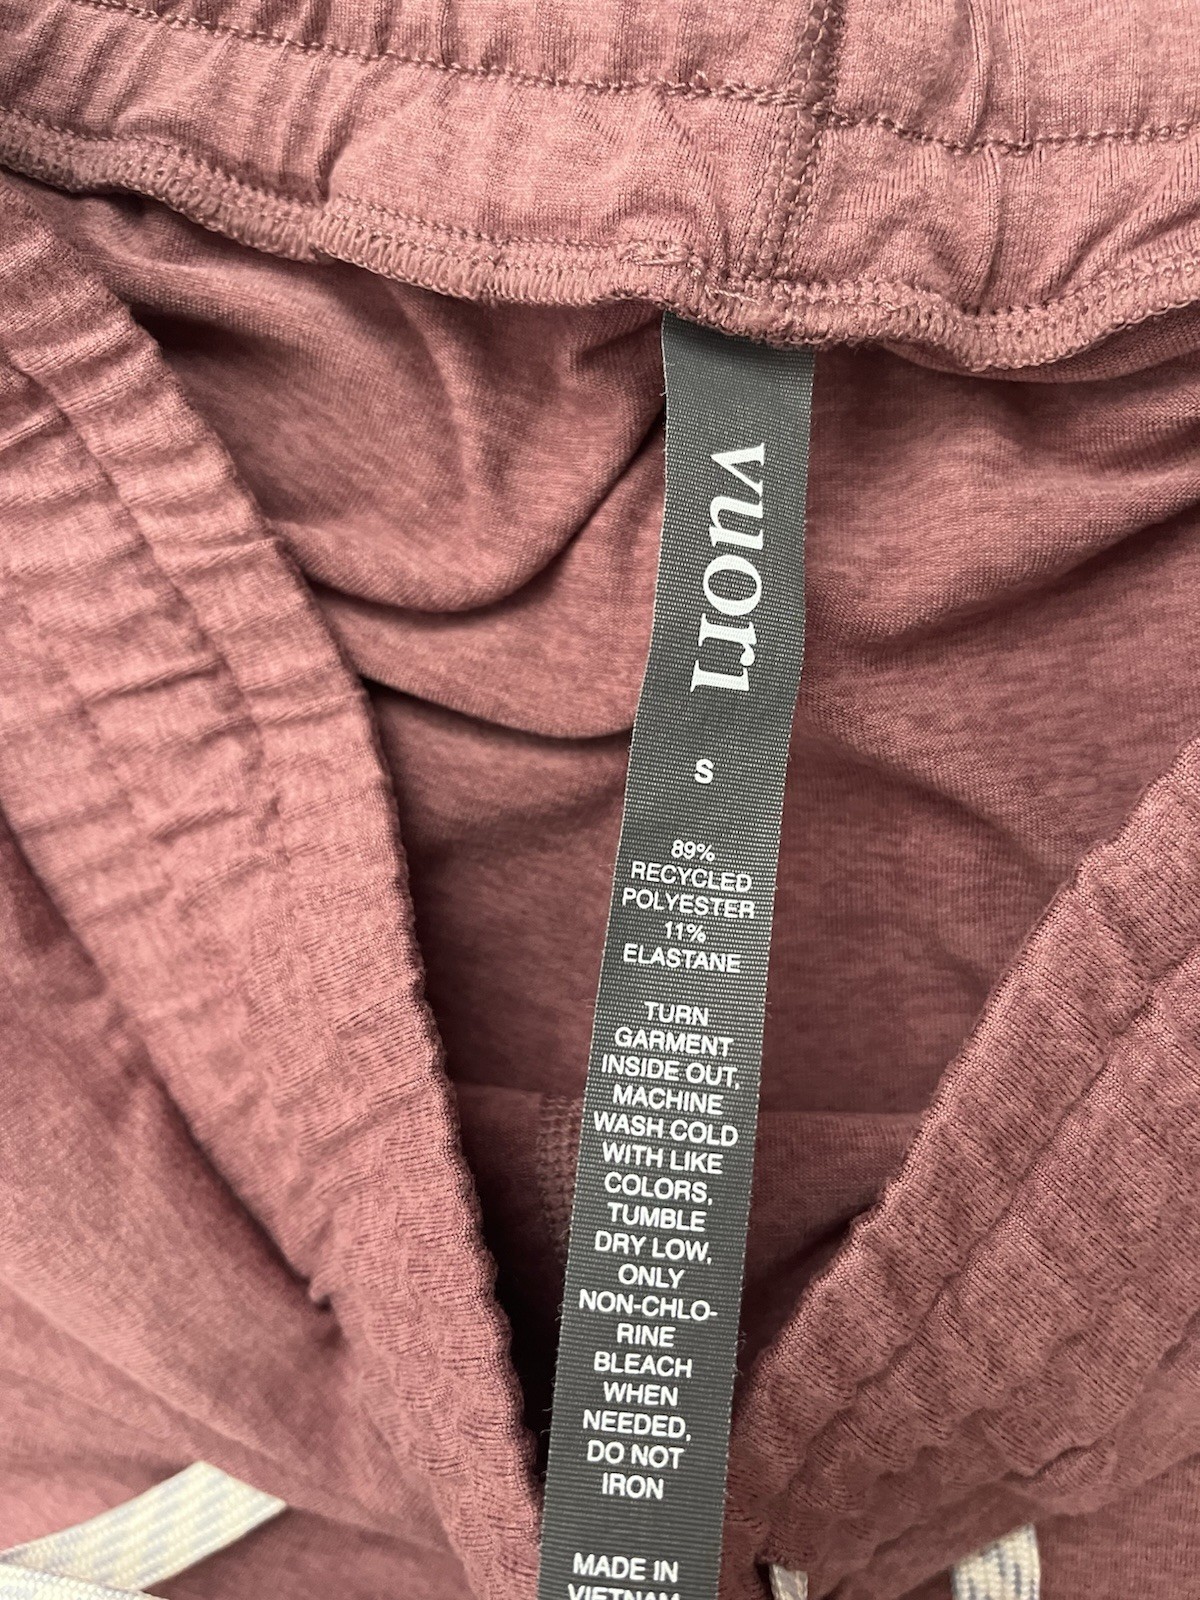 vuori
S
89%
RECYCLED
POLYESTER
11%
ELASTANE
TURN
GARMENT
INSIDE OUT,
MACHINE
WASH COLD
WITH LIKE
COLORS,
TUMBLE
DRY LOW,
ONLY
NON-CHLO-
RINE
BLEACH
WHEN
NEEDED,
DO NOT
IRON
MADE IN
VIETNAM